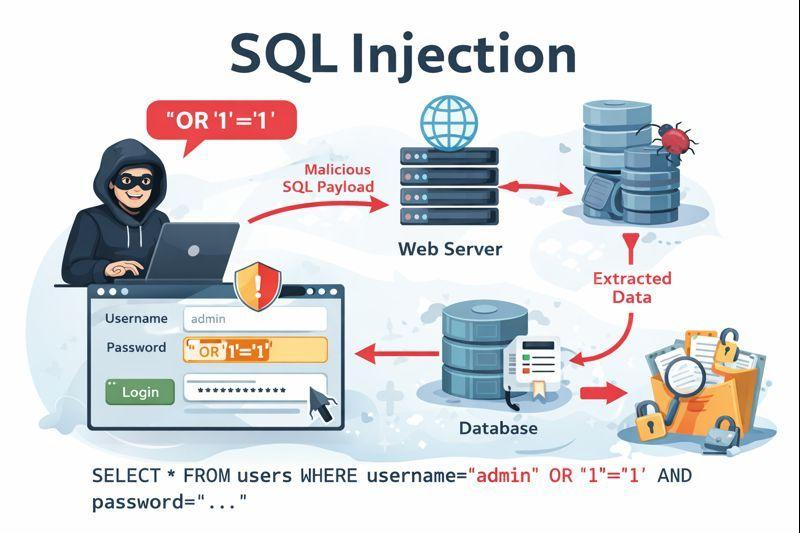 SQL Injection
"OR '1'='1'
Malicious
SQL Payload
Web Server
Extracted
Data
Username
admin
Password
" OR '1'='1'
Login
************
Database
SELECT * FROM users WHERE username="admin" OR "1"="1' AND
password="..."